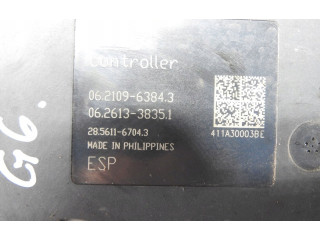 Controller
06.2109-6384.3
06.2613-3835.1
28.5611-6704.3
411A30003BE
MADE IN PHILIPPINES
ESP
G6.